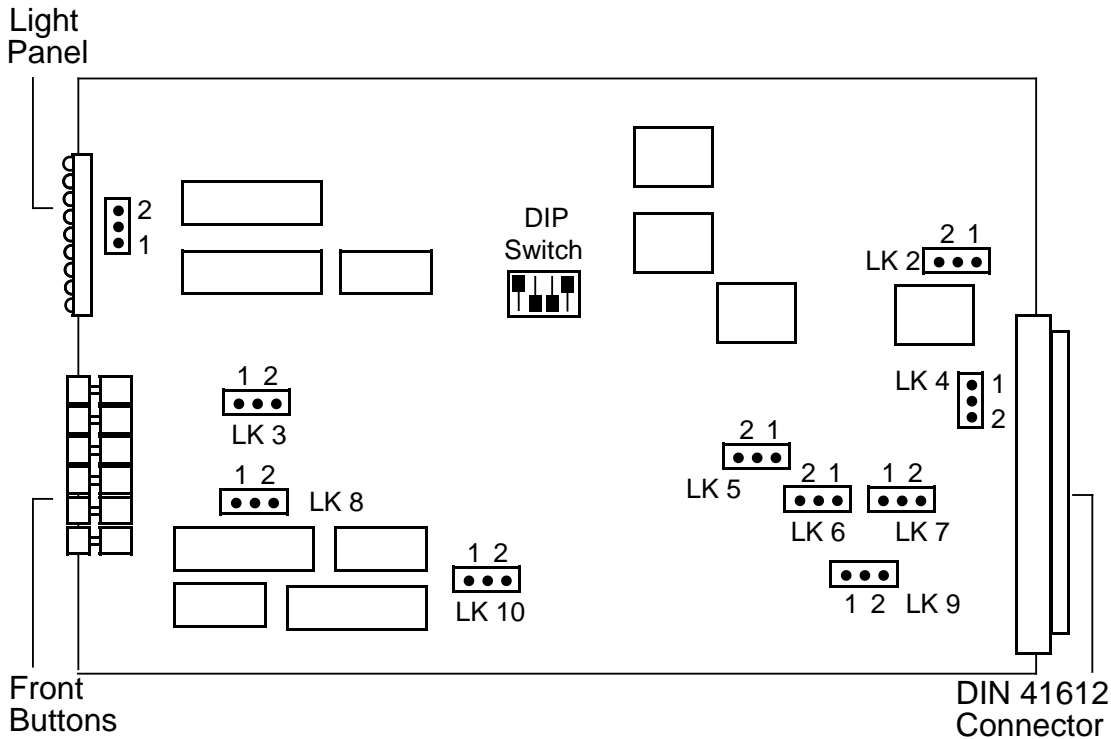 Light
Panel
2
1
DIP
Switch
2 1
LK 2
LK 4
1
2
1 2
LK 3
2 1
LK 5
1 2
LK 8
2 1
LK 6
1 2
LK 7
1 2
LK 10
1 2
LK 9
Front
Buttons
DIN 41612
Connector